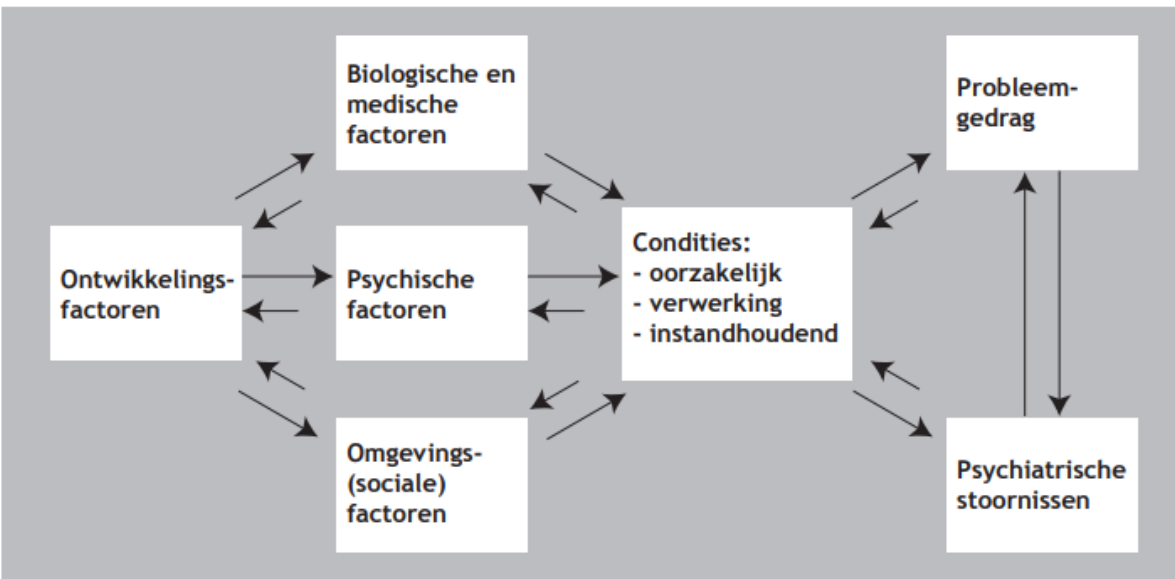 Biologische en
medische
factoren
Probleem-
gedrag
Ontwikkelings-
factoren
Psychische
factoren
Condities:
- oorzakelijk
- verwerking
- instandhoudend
Omgevings-
(sociale)
factoren
Psychiatrische
stoornissen